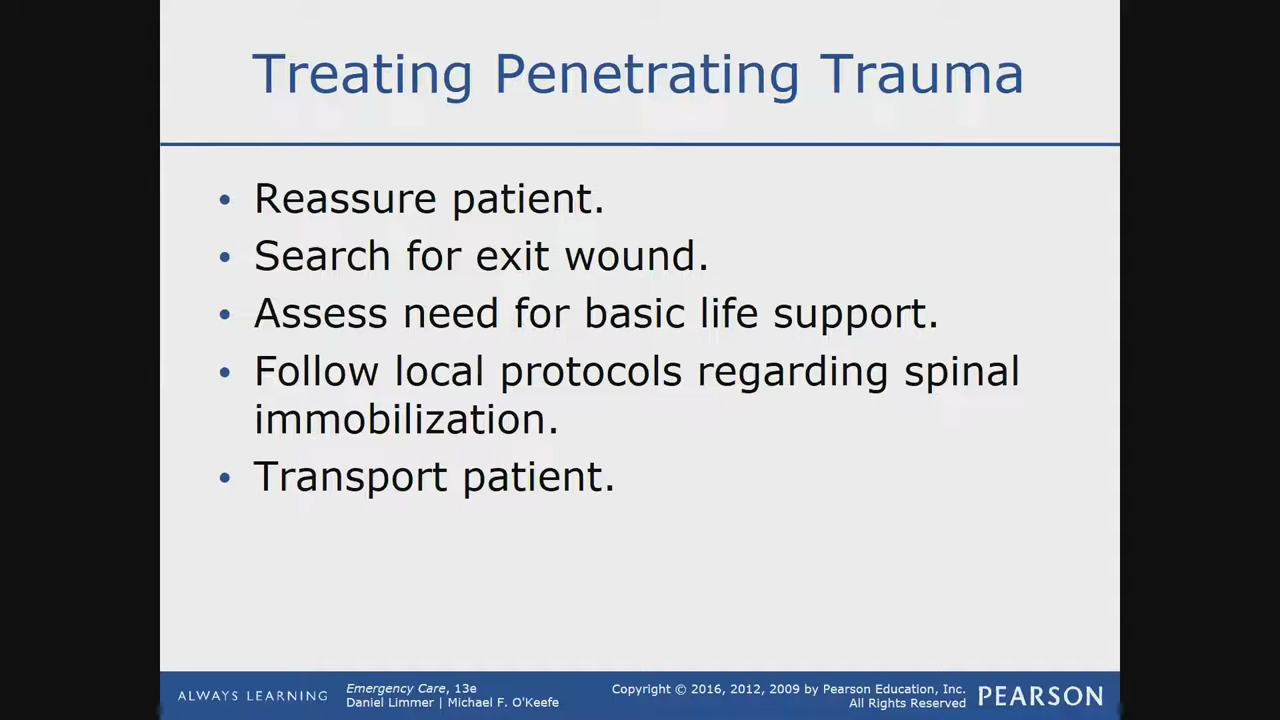 Treating Penetrating Trauma
• Reassure patient.
• Search for exit wound.
• Assess need for basic life support.
• Follow local protocols regarding spinal
immobilization.
• Transport patient.
ALWAYS LEARNING
Emergency Care, 13e
Daniel Limmer | Michael F. O'Keefe
Copyright © 2016, 2012, 2009 by Pearson Education, Inc.
All Rights Reserved
PEARSON